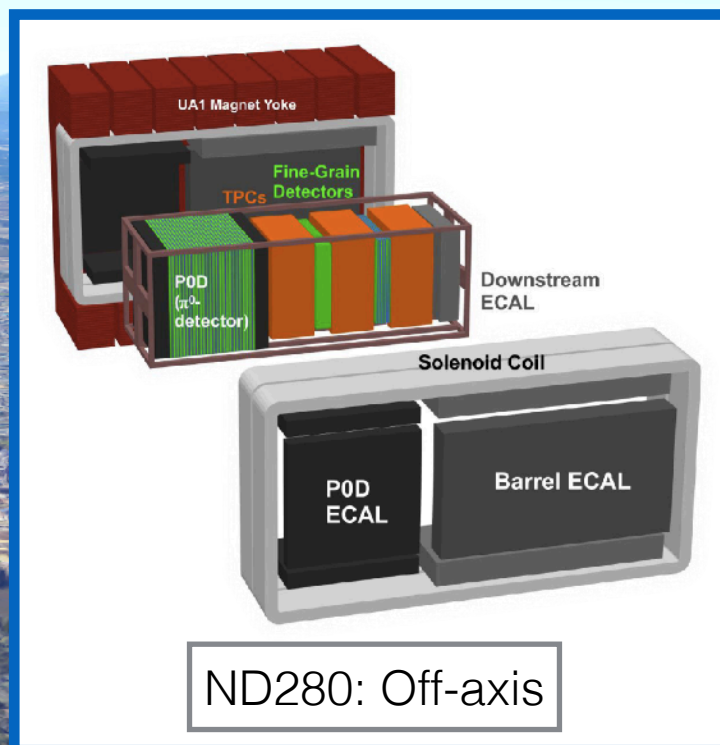 UA1 Magnet Yoke
Fine-Grain
Detectors
TPCs
P0D
(π⁰-
detector)
Downstream
ECAL
Solenoid Coil
P0D
ECAL
Barrel ECAL
ND280: Off-axis